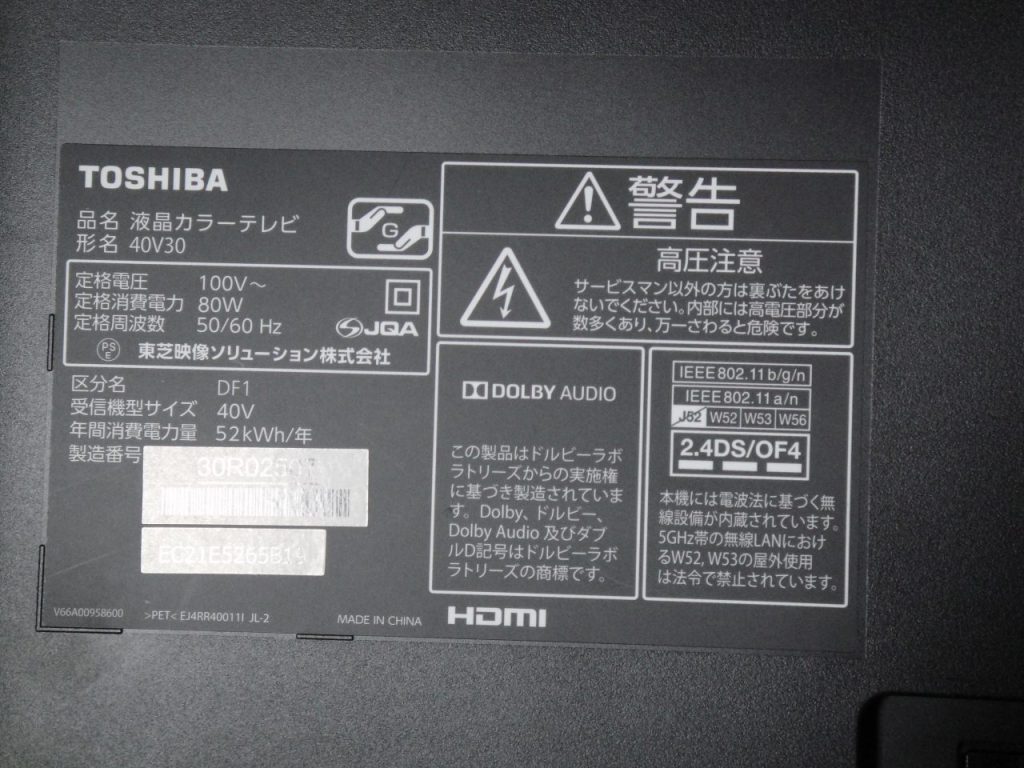 TOSHIBA
品名 液晶カラーテレビ
形名 40V30
G
定格電圧 100V～
定格消費電力 80W
定格周波数 50/60 Hz
JQA
PS
E
東芝映像ソリューション株式会社
区分名 DF1
受信機型サイズ 40V
年間消費電力量 52kWh/年
製造番号
V66A00958600
>PET< EJ4RR40011I JL-2
MADE IN CHINA
HDMI
警告
高圧注意
サービスマン以外の方は裏ぶたをあけ
ないでください。内部には高電圧部分が
数多くあり、万一さわると危険です。
DOLBY AUDIO
この製品はドルビーラボ
ラトリーズからの実施権
に基づき製造されていま
す。Dolby、ドルビー、
Dolby Audio 及びダブ
ルD記号はドルビーラボ
ラトリーズの商標です。
IEEE802.11b/g/n
IEEE802.11a/n
J52 W52 W53 W56
2.4DS/OF4
本機には電波法に基づく無
線設備が内蔵されています。
5GHz帯の無線LANにおけ
るW52, W53の屋外使用
は法令で禁止されています。